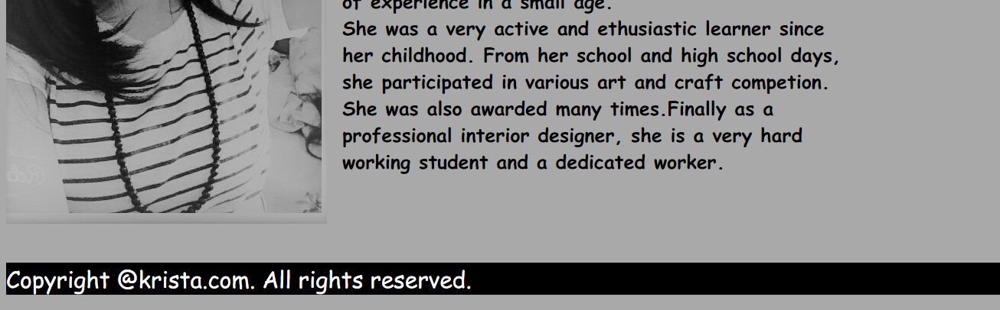 of experience in a small age.
She was a very active and ethusiastic learner since
her childhood. From her school and high school days,
she participated in various art and craft competion.
She was also awarded many times.Finally as a
professional interior designer, she is a very hard
working student and a dedicated worker.
Copyright @krista.com. All rights reserved.